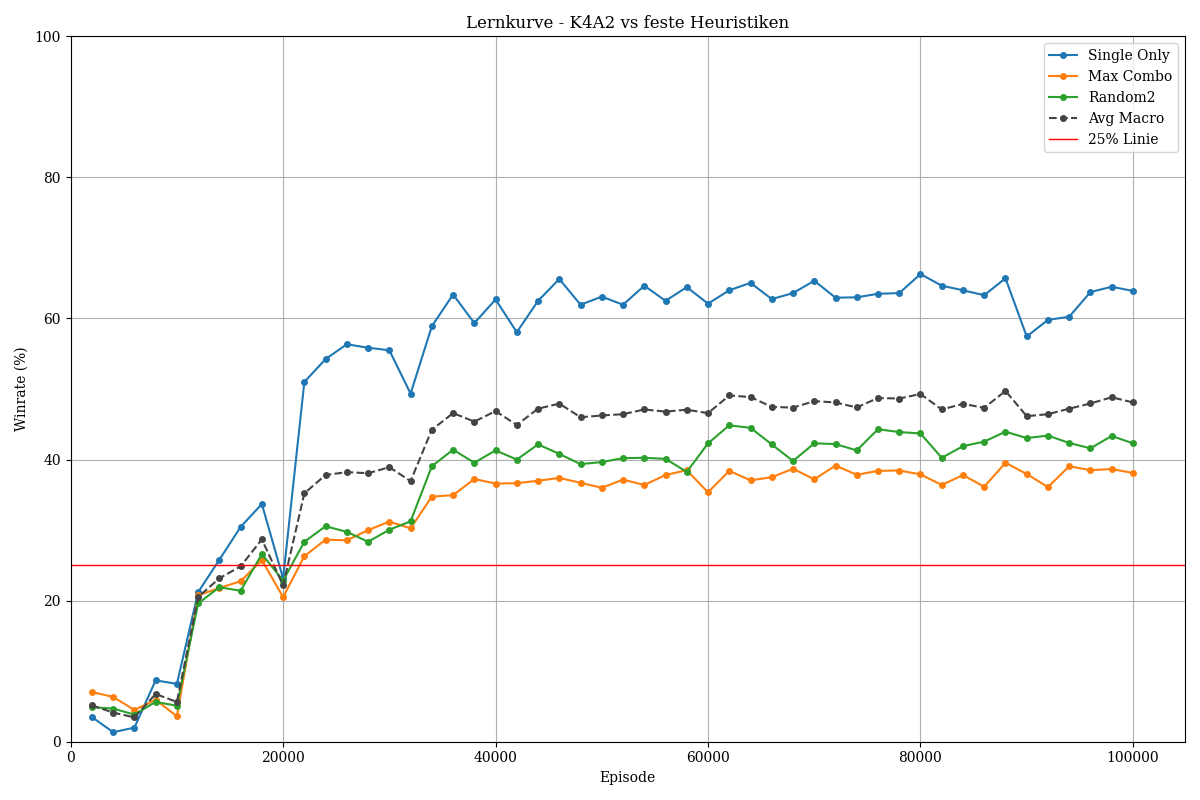 Lernkurve - K4A2 vs feste Heuristiken
Single Only
Max Combo
Random2
Avg Macro
25% Linie
Winrate (%)
100
80
60
40
20
0
0 20000 40000 60000 80000 100000
Episode